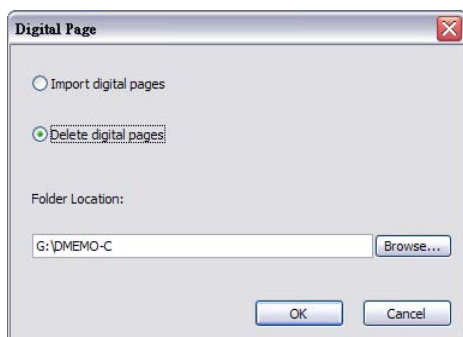 Digital Page
Import digital pages
Delete digital pages
Folder Location:
G:\DMEMO-C
Browse...
OK
Cancel